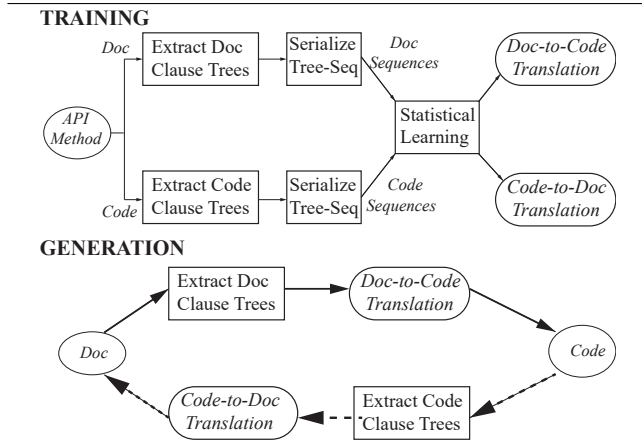 TRAINING
Doc
Extract Doc
Clause Trees
Serialize
Tree-Seq
Doc
Sequences
Doc-to-Code
Translation
API
Method
Statistical
Learning
Code
Extract Code
Clause Trees
Serialize
Tree-Seq
Code
Sequences
Code-to-Doc
Translation
GENERATION
Extract Doc
Clause Trees
Doc-to-Code
Translation
Doc
Code
Code-to-Doc
Translation
Extract Code
Clause Trees